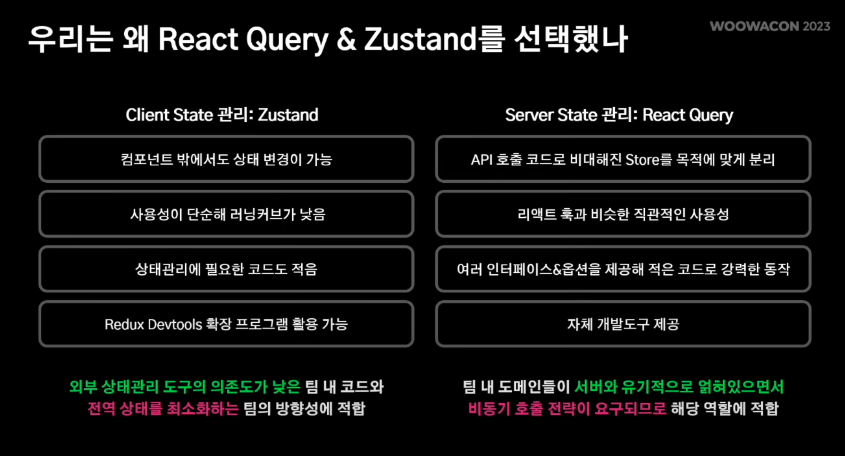 우리는 왜 React Query & Zustand를 선택했나
WOOWACON 2023
Client State 관리: Zustand
컴포넌트 밖에서도 상태 변경이 가능
사용성이 단순해 러닝커브가 낮음
상태관리에 필요한 코드도 적음
Redux Devtools 확장 프로그램 활용 가능
외부 상태관리 도구의 의존도가 낮은 팀 내 코드와
전역 상태를 최소화하는 팀의 방향성에 적합
Server State 관리: React Query
API 호출 코드로 비대해진 Store를 목적에 맞게 분리
리액트 훅과 비슷한 직관적인 사용성
여러 인터페이스&옵션을 제공해 적은 코드로 강력한 동작
자체 개발도구 제공
팀 내 도메인들이 서버와 유기적으로 얽혀있으면서
비동기 호출 전략이 요구되므로 해당 역할에 적합